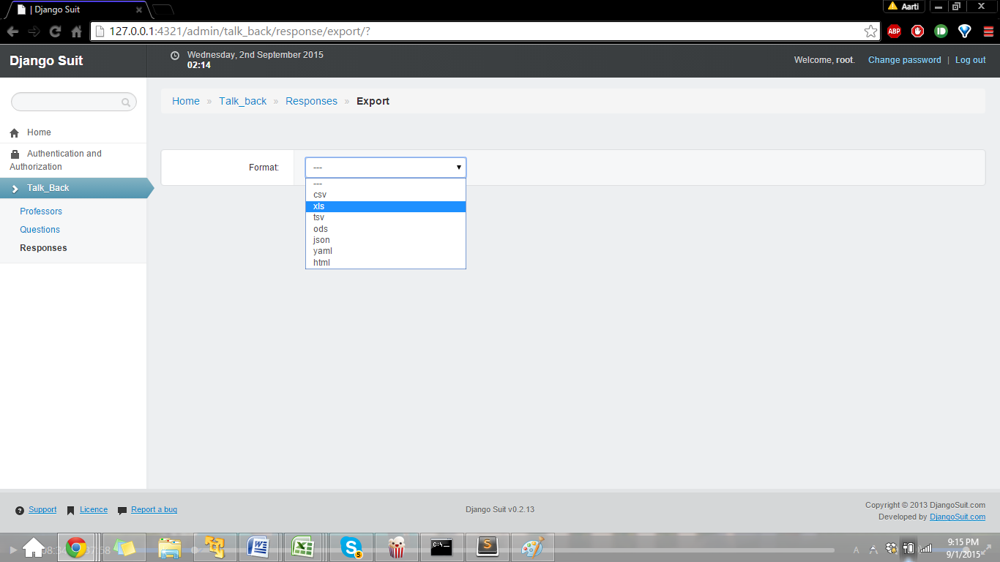 | Django Suit
Aarti
127.0.0.1:4321/admin/talk_back/response/export/?
ABP
Django Suit
Wednesday, 2nd September 2015
02:14
Welcome, root. Change password | Log out
Home » Talk_back » Responses » Export
Home
Authentication and
Authorization
Talk_Back
Professors
Questions
Responses
Format:
---
---
csv
xls
tsv
ods
json
yaml
html
Support
Licence
Report a bug
Django Suit v0.2.13
Copyright © 2013 DjangoSuit.com
Developed by DjangoSuit.com
5
C:\
A
9:15 PM
9/1/2015